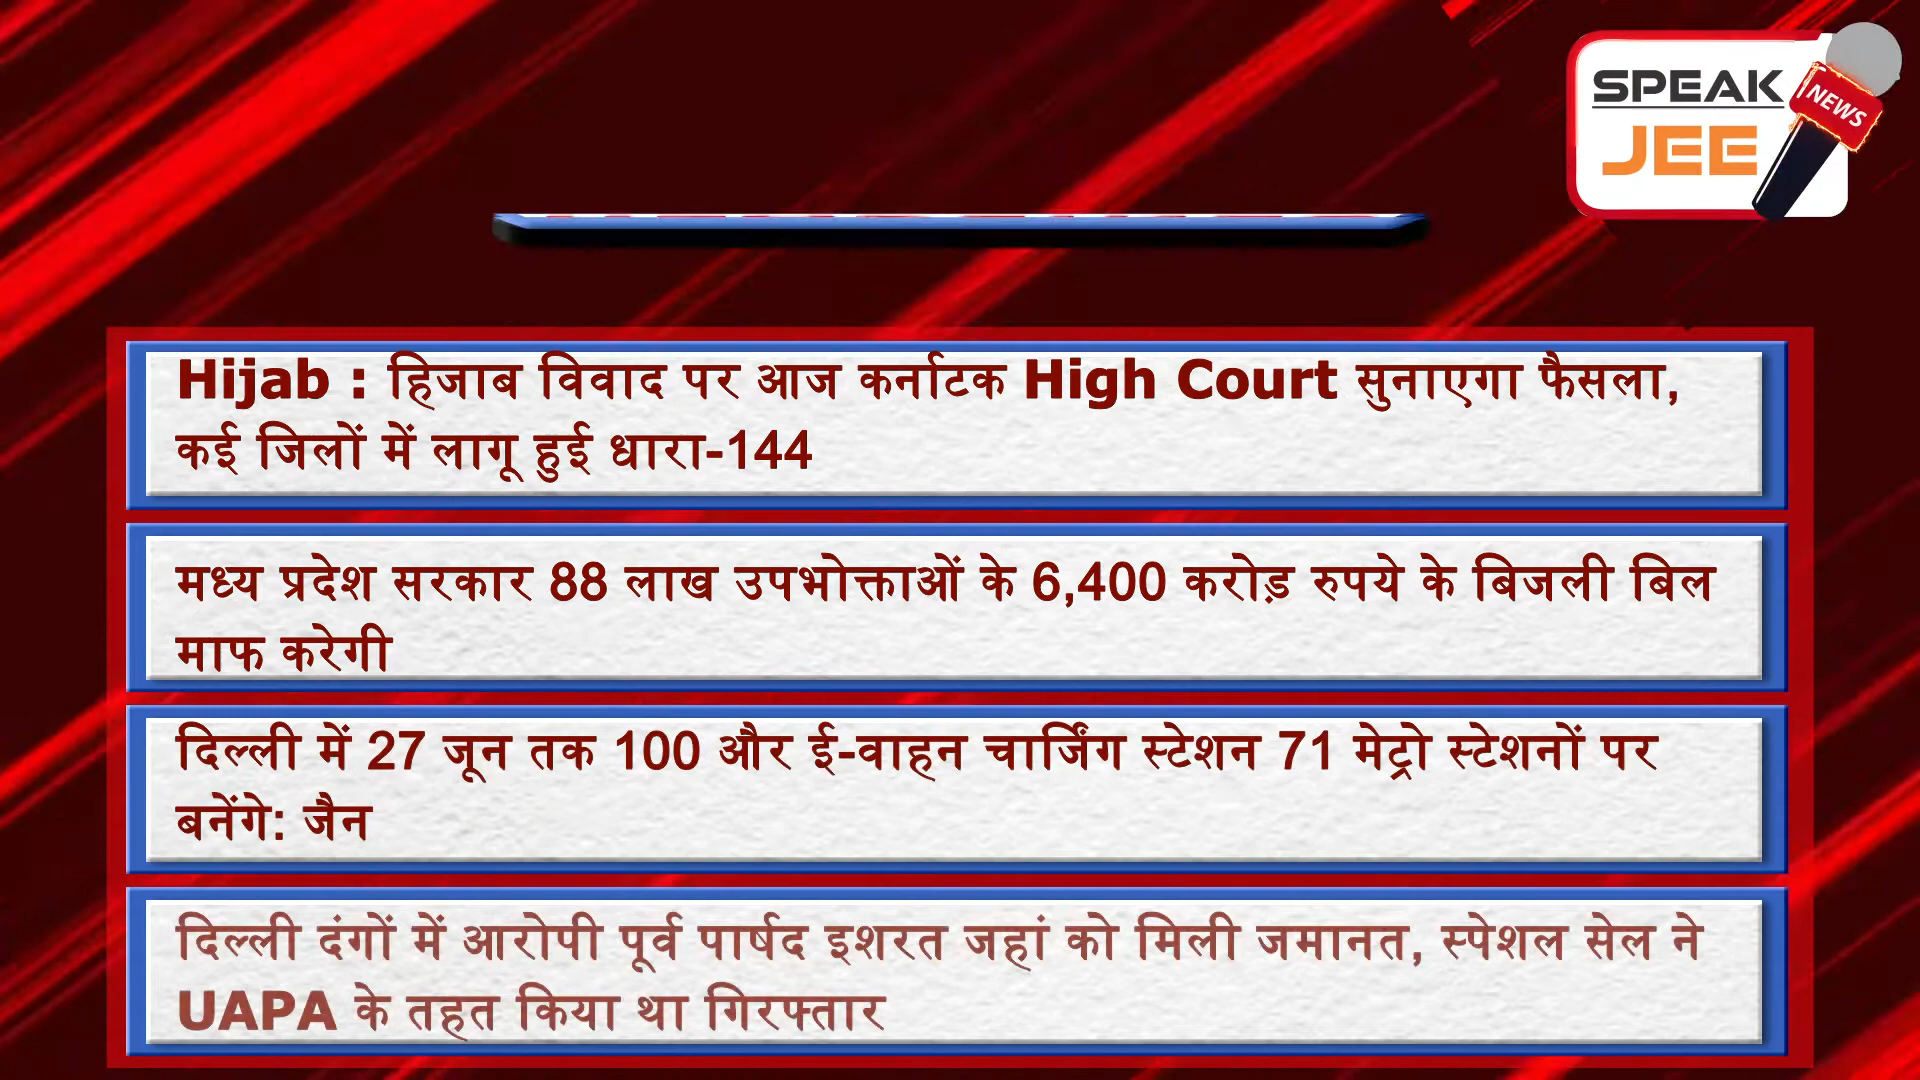 SPEAK
JEE
NEWS
Hijab : हिजाब विवाद पर आज कर्नाटक High Court सुनाएगा फैसला,
कई जिलों में लागू हुई धारा-144
मध्य प्रदेश सरकार 88 लाख उपभोक्ताओं के 6,400 करोड़ रुपये के बिजली बिल
माफ करेगी
दिल्ली में 27 जून तक 100 और ई-वाहन चार्जिंग स्टेशन 71 मेट्रो स्टेशनों पर
बनेंगे: जैन
दिल्ली दंगों में आरोपी पूर्व पार्षद इशरत जहां को मिली जमानत, स्पेशल सेल ने
UAPA के तहत किया था गिरफ्तार